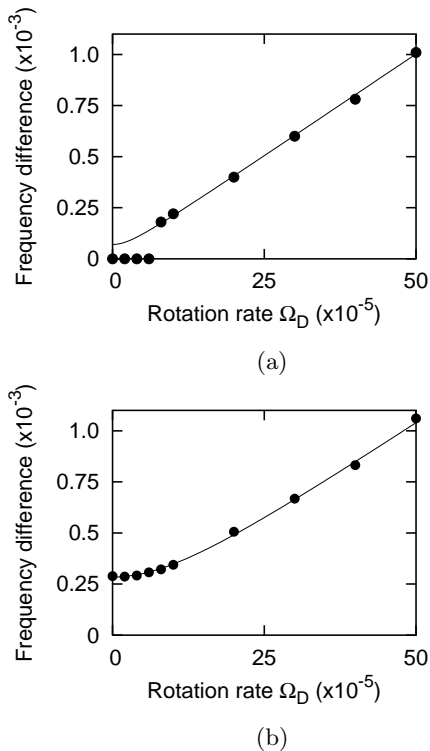 Frequency difference (x10⁻³)
1.0
0.75
0.5
0.25
0
0
25
50
Rotation rate Ω_D (x10⁻⁵)
(a)
Frequency difference (x10⁻³)
1.0
0.75
0.5
0.25
0
0
25
50
Rotation rate Ω_D (x10⁻⁵)
(b)